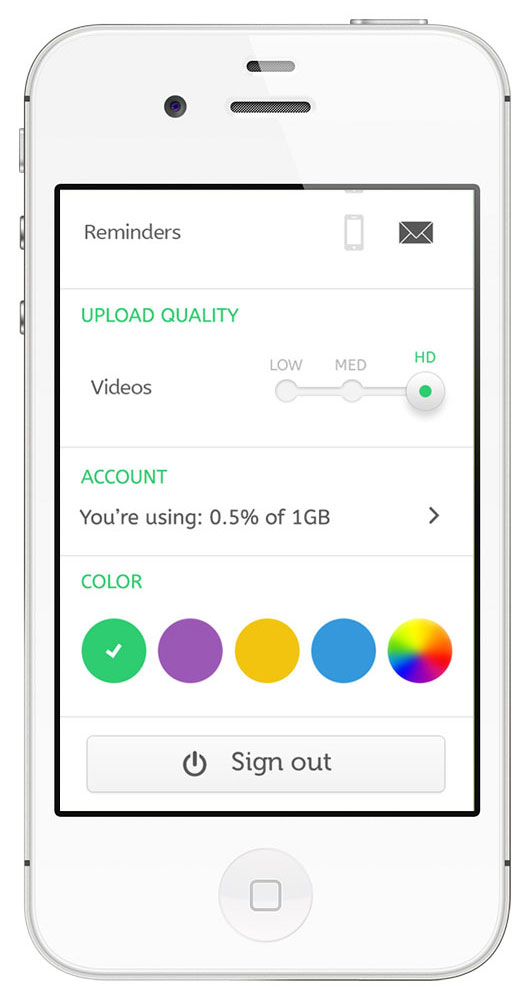 Reminders
UPLOAD QUALITY
LOW MED HD
Videos
ACCOUNT
You're using: 0.5% of 1GB
COLOR
Sign out